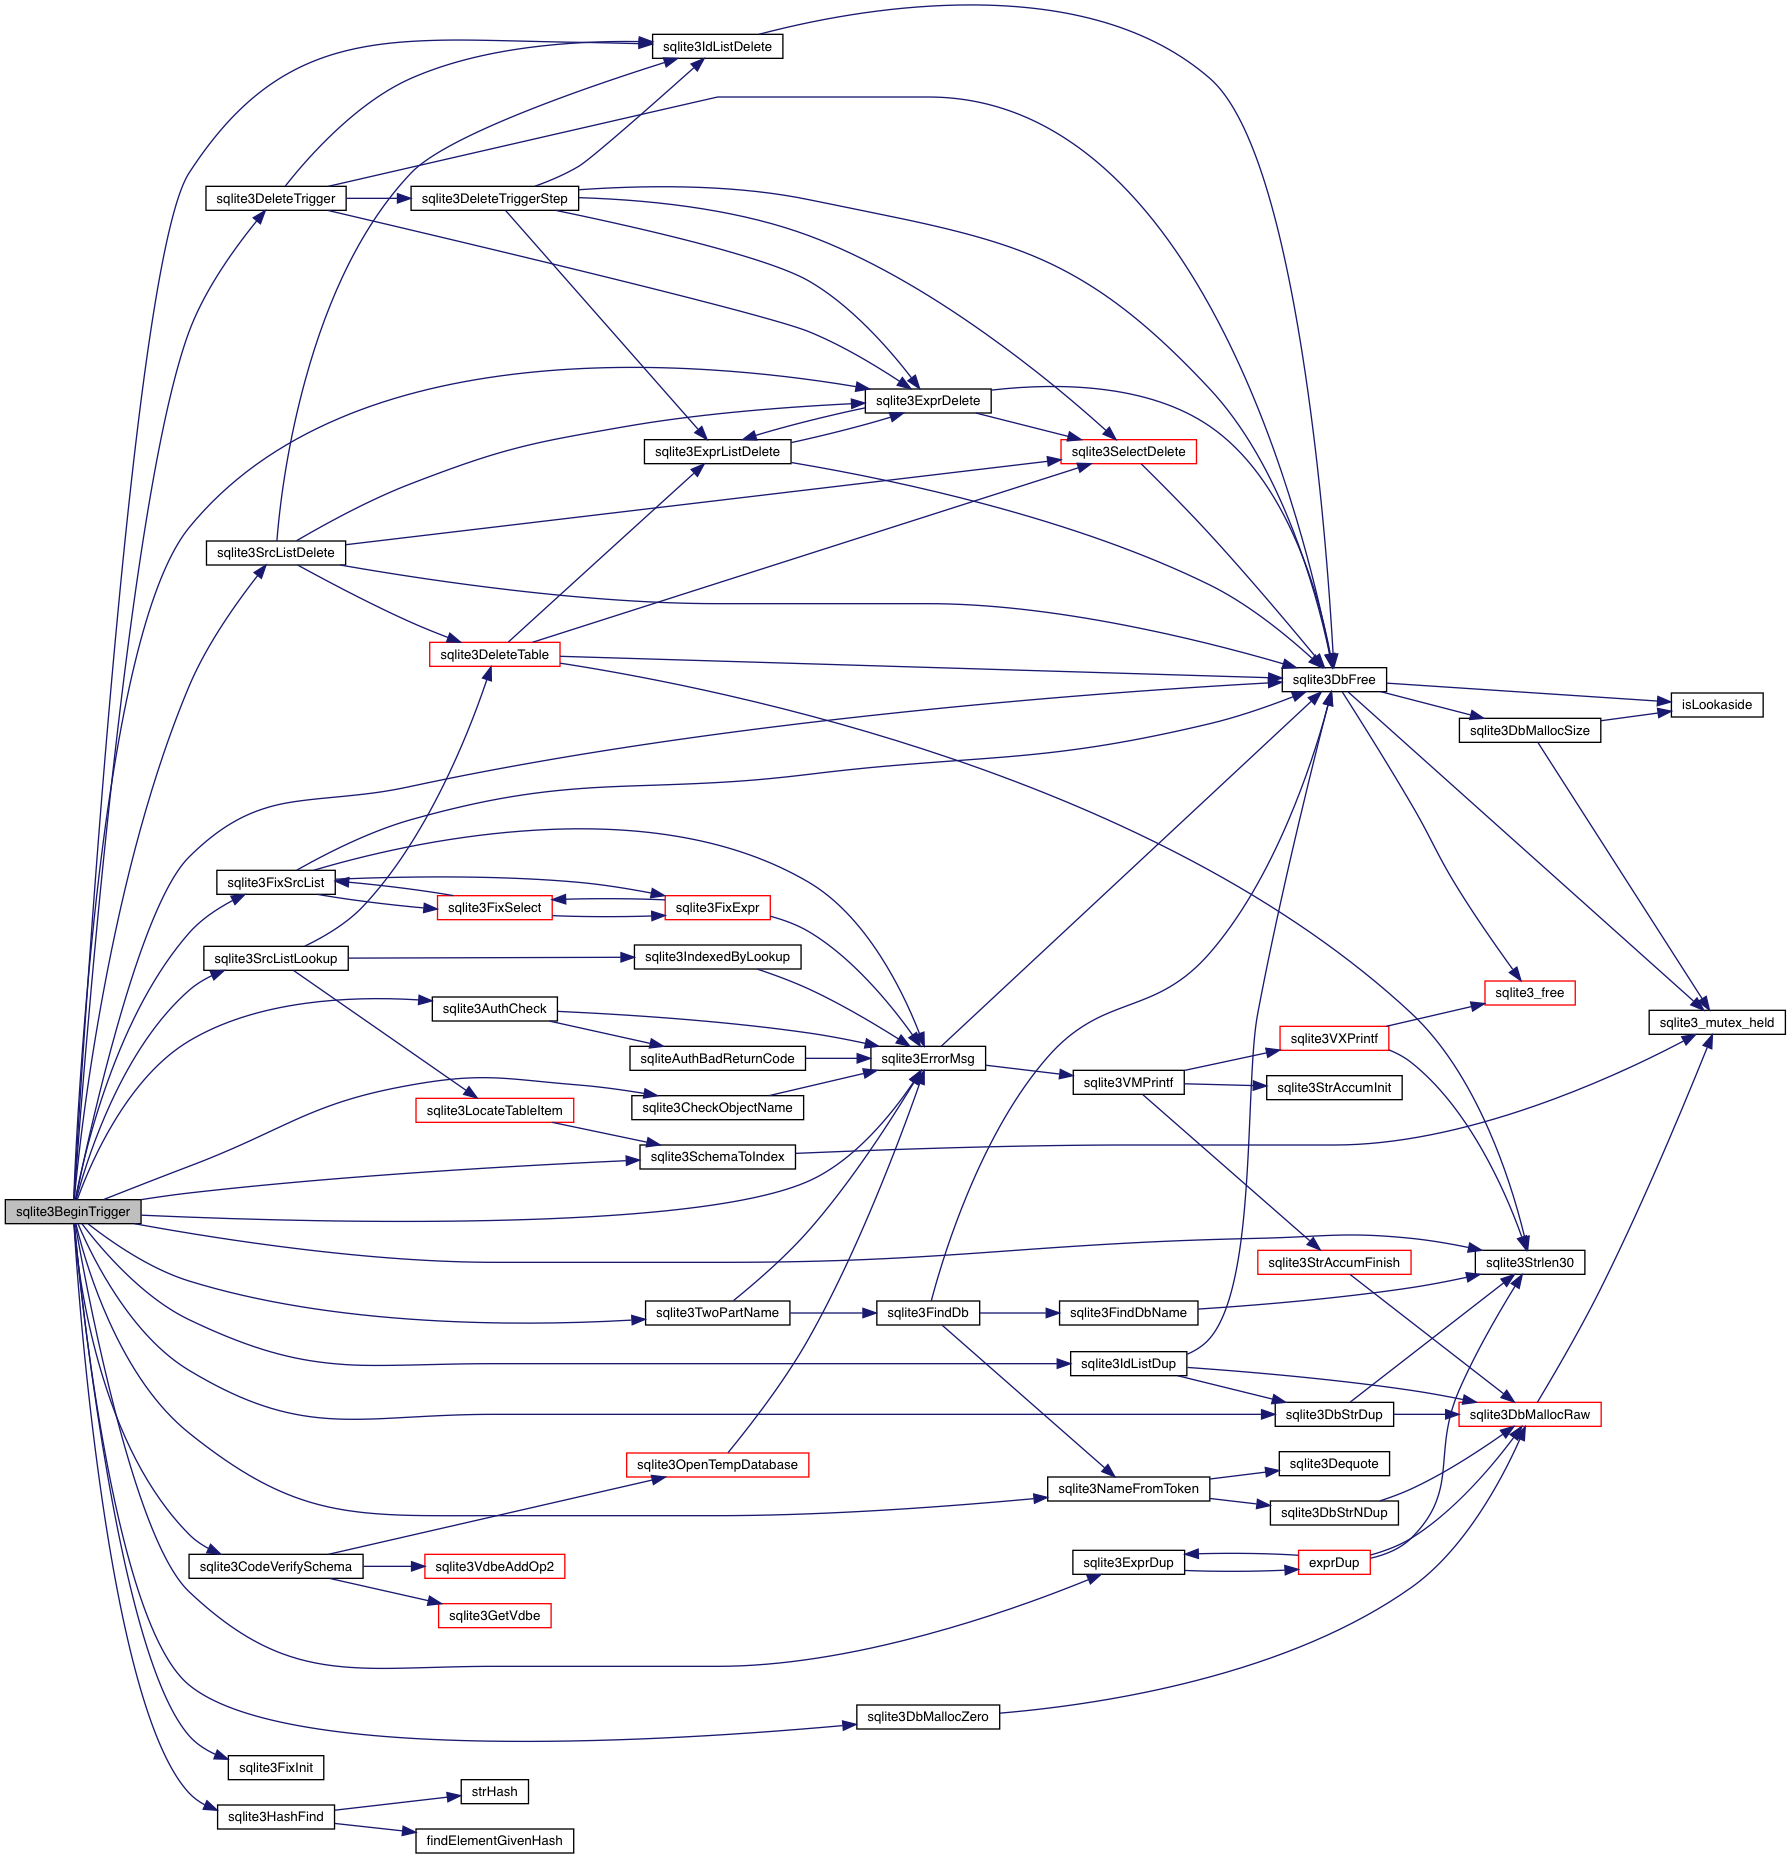 sqlite3IdListDelete
sqlite3DeleteTrigger
sqlite3DeleteTriggerStep
sqlite3ExprDelete
sqlite3ExprListDelete
sqlite3SelectDelete
sqlite3SrcListDelete
sqlite3DeleteTable
sqlite3DbFree
isLookaside
sqlite3DbMallocSize
sqlite3FixSrcList
sqlite3FixSelect
sqlite3FixExpr
sqlite3SrcListLookup
sqlite3IndexedByLookup
sqlite3_free
sqlite3AuthCheck
sqlite3_mutex_held
sqlite3VXPrintf
sqliteAuthBadReturnCode
sqlite3ErrorMsg
sqlite3VMPrintf
sqlite3StrAccumInit
sqlite3LocateTableItem
sqlite3CheckObjectName
sqlite3SchemaToIndex
sqlite3BeginTrigger
sqlite3StrAccumFinish
sqlite3Strlen30
sqlite3TwoPartName
sqlite3FindDb
sqlite3FindDbName
sqlite3IdListDup
sqlite3DbStrDup
sqlite3DbMallocRaw
sqlite3OpenTempDatabase
sqlite3Dequote
sqlite3NameFromToken
sqlite3DbStrNDup
sqlite3CodeVerifySchema
sqlite3VdbeAddOp2
sqlite3ExprDup
exprDup
sqlite3GetVdbe
sqlite3DbMallocZero
sqlite3FixInit
strHash
sqlite3HashFind
findElementGivenHash